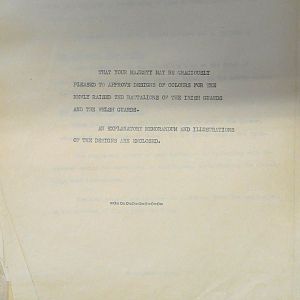 THAT YOUR MAJESTY MAY BE GRACIOUSLY
PLEASED TO APPROVE DESIGNS OF COLOURS FOR THE
NEWLY RAISED 2ND BATTALIONS OF THE IRISH GUARDS
AND THE WELSH GUARDS.
AN EXPLANATORY MEMORANDUM AND ILLUSTRATIONS
OF THE DESIGNS ARE ENCLOSED.